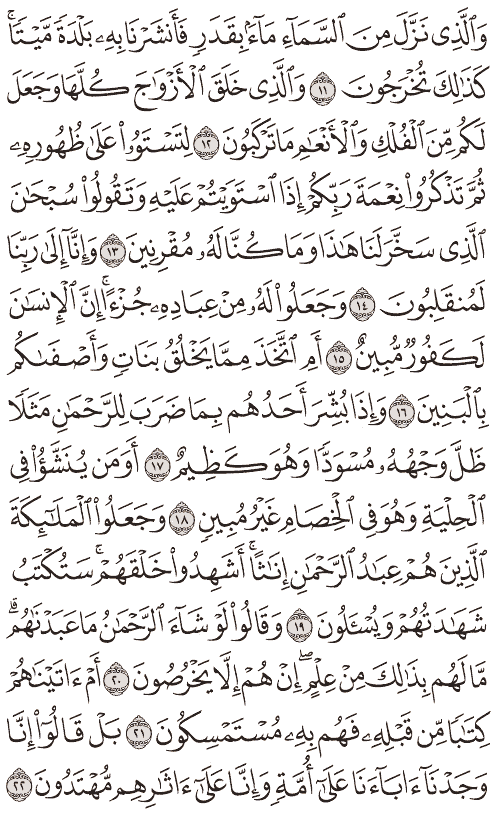 وَٱلَّذِى نَزَّلَ مِنَ ٱلسَّمَآءِ مَآءًۢ بِقَدَرٍ فَأَنشَرْنَا بِهِۦ بَلْدَةً مَّيْتًا ۚ
كَذَٰلِكَ تُخْرَجُونَ ١١ وَٱلَّذِى خَلَقَ ٱلْأَزْوَٰجَ كُلَّهَا وَجَعَلَ
لَكُم مِّنَ ٱلْفُلْكِ وَٱلْأَنْعَٰمِ مَا تَرْكَبُونَ ١٢ لِتَسْتَوُۥا۟ عَلَىٰ ظُهُورِهِۦ
ثُمَّ تَذْكُرُوا۟ نِعْمَةَ رَبِّكُمْ إِذَا ٱسْتَوَيْتُمْ عَلَيْهِ وَتَقُولُوا۟ سُبْحَٰنَ
ٱلَّذِى سَخَّرَ لَنَا هَٰذَا وَمَا كُنَّا لَهُۥ مُقْرِنِينَ ١٣ وَإِنَّآ إِلَىٰ رَبِّنَا
لَمُنقَلِبُونَ ١٤ وَجَعَلُوا۟ لَهُۥ مِنْ عِبَادِهِۦ جُزْءًا ۚ إِنَّ ٱلْإِنسَٰنَ
لَكَفُورٌ مُّبِينٌ ١٥ أَمِ ٱتَّخَذَ مِمَّا يَخْلُقُ بَنَاتٍ وَأَصْفَىٰكُم
بِٱلْبَنِينَ ١٦ وَإِذَا بُشِّرَ أَحَدُهُم بِمَا ضَرَبَ لِلرَّحْمَٰنِ مَثَلًا
ظَلَّ وَجْهُهُۥ مُسْوَدًّا وَهُوَ كَظِيمٌ ١٧ أَوَمَن يُنَشَّؤُا۟ فِى
ٱلْحِلْيَةِ وَهُوَ فِى ٱلْخِصَامِ غَيْرُ مُبِينٍ ١٨ وَجَعَلُوا۟ ٱلْمَلَٰٓئِكَةَ
ٱلَّذِينَ هُمْ عِبَٰدُ ٱلرَّحْمَٰنِ إِنَٰثًا ۚ أَشَهِدُوا۟ خَلْقَهُمْ ۚ سَتُكْتَبُ
شَهَٰدَتُهُمْ وَيُسْـَٔلُونَ ١٩ وَقَالُوا۟ لَوْ شَآءَ ٱلرَّحْمَٰنُ مَا عَبَدْنَٰهُم ۗ
مَّا لَهُم بِذَٰلِكَ مِنْ عِلْمٍ ۖ إِنْ هُمْ إِلَّا يَخْرُصُونَ ٢٠ أَمْ ءَاتَيْنَٰهُمْ
كِتَٰبًا مِّن قَبْلِهِۦ فَهُم بِهِۦ مُسْتَمْسِكُونَ ٢١ بَلْ قَالُوٓا۟ إِنَّا
وَجَدْنَآ ءَابَآءَنَا عَلَىٰٓ أُمَّةٍ وَإِنَّا عَلَىٰٓ ءَاثَٰرِهِم مُّهْتَدُونَ ٢٢